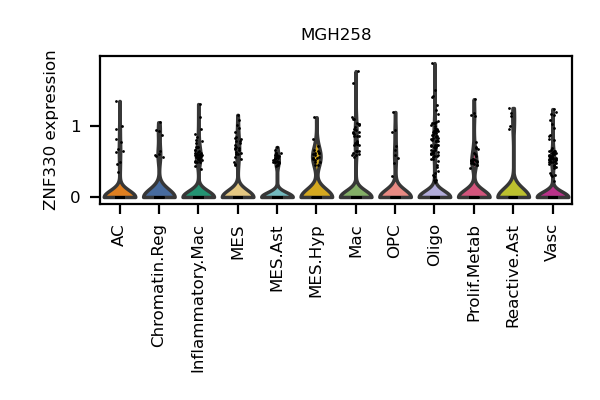 MGH258
ZNF330 expression
1
0
AC
Chromatin.Reg
Inflammatory.Mac
MES
MES.Ast
MES.Hyp
Mac
OPC
Oligo
Prolif.Metab
Reactive.Ast
Vasc